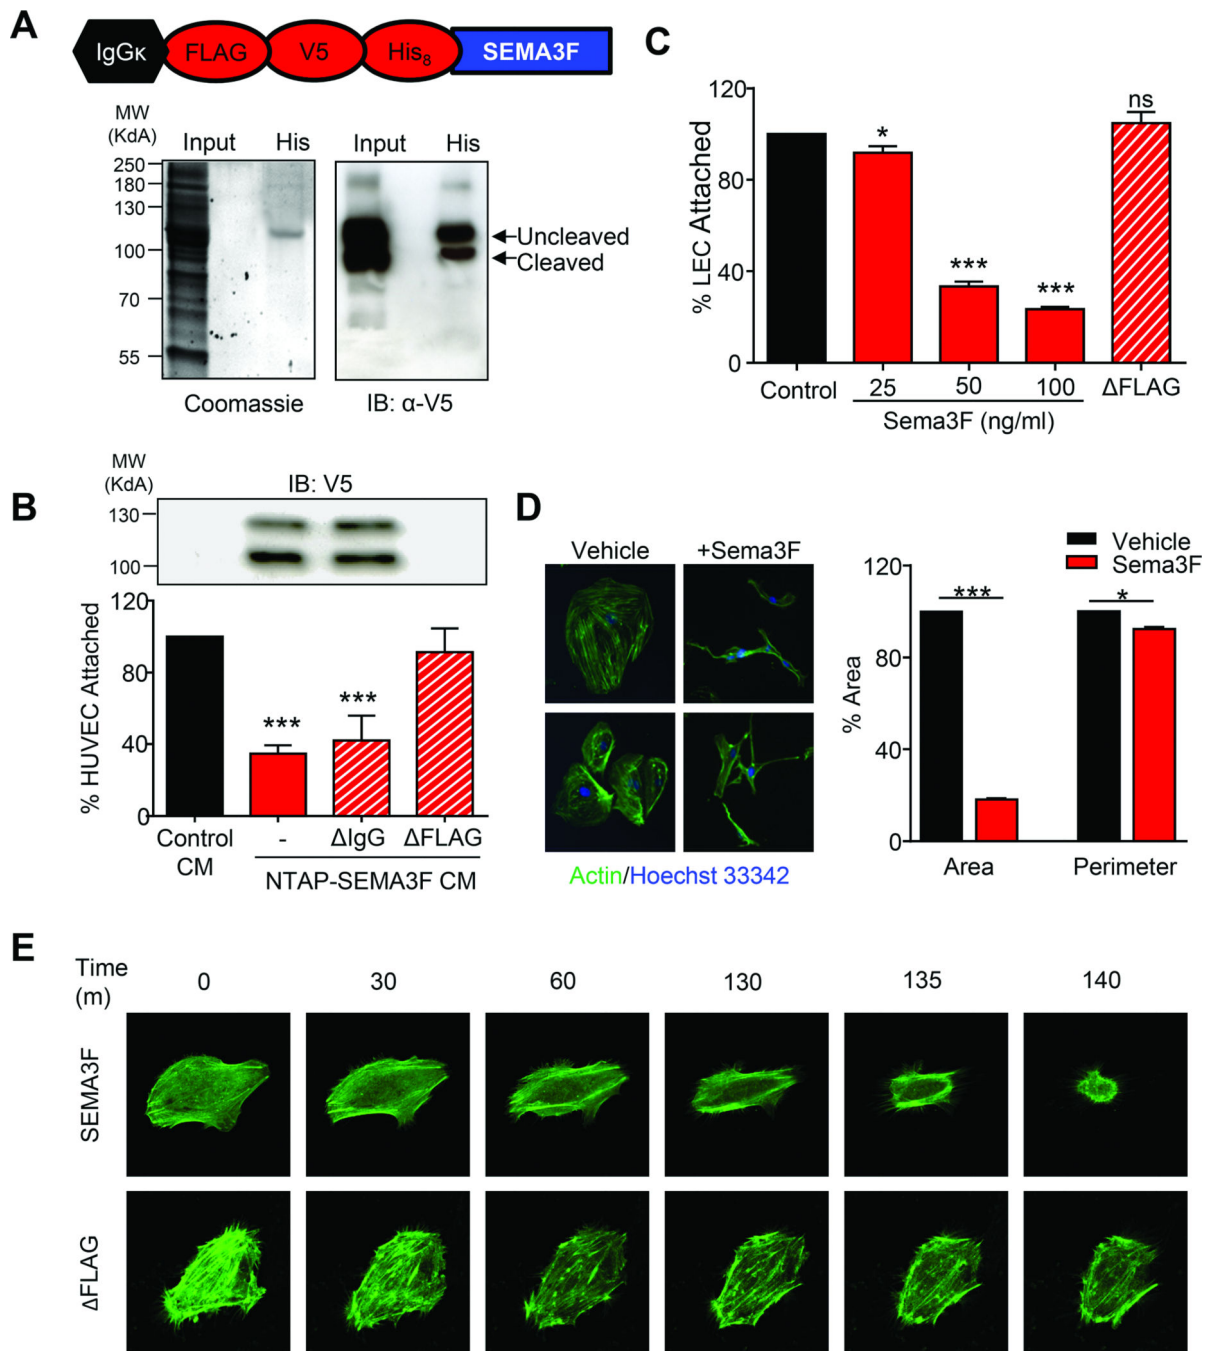 A
IgGκ FLAG V5 His8 SEMA3F
MW
(KdA)
Input His Input His
250
180
130
100
70
55
Uncleaved
Cleaved
Coomassie IB: α-V5
B
MW
(KdA)
IB: V5
130
100
% HUVEC Attached
120
80
40
0
*** ***
Control
CM
- ΔIgG ΔFLAG
NTAP-SEMA3F CM
C
% LEC Attached
120
80
40
0
* *** *** ns
Control 25 50 100 ΔFLAG
Sema3F (ng/ml)
D
Vehicle +Sema3F
Actin/Hoechst 33342
Vehicle
Sema3F
% Area
120
80
40
0
*** *
Area Perimeter
E
Time
(m)
0 30 60 130 135 140
SEMA3F
ΔFLAG